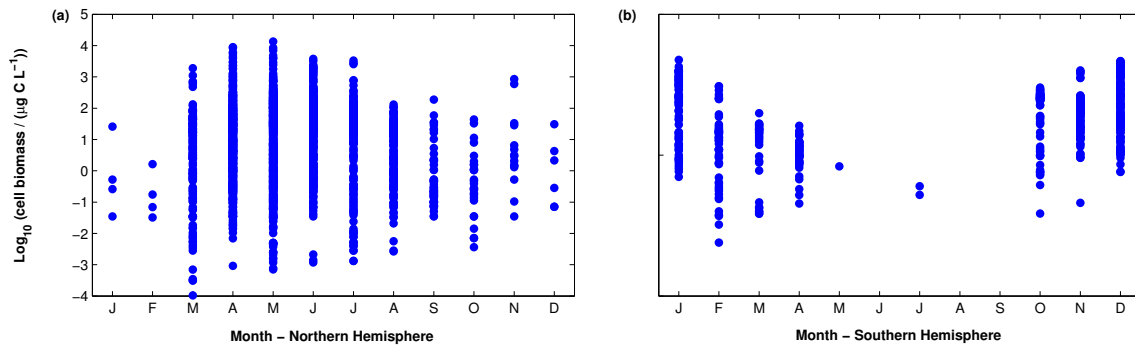 (a)
(b)
Log10 (cell biomass / (μg C L−1))
5
4
3
2
1
0
−1
−2
−3
−4
J F M A M J J A S O N D
J F M A M J J A S O N D
Month − Northern Hemisphere
Month − Southern Hemisphere